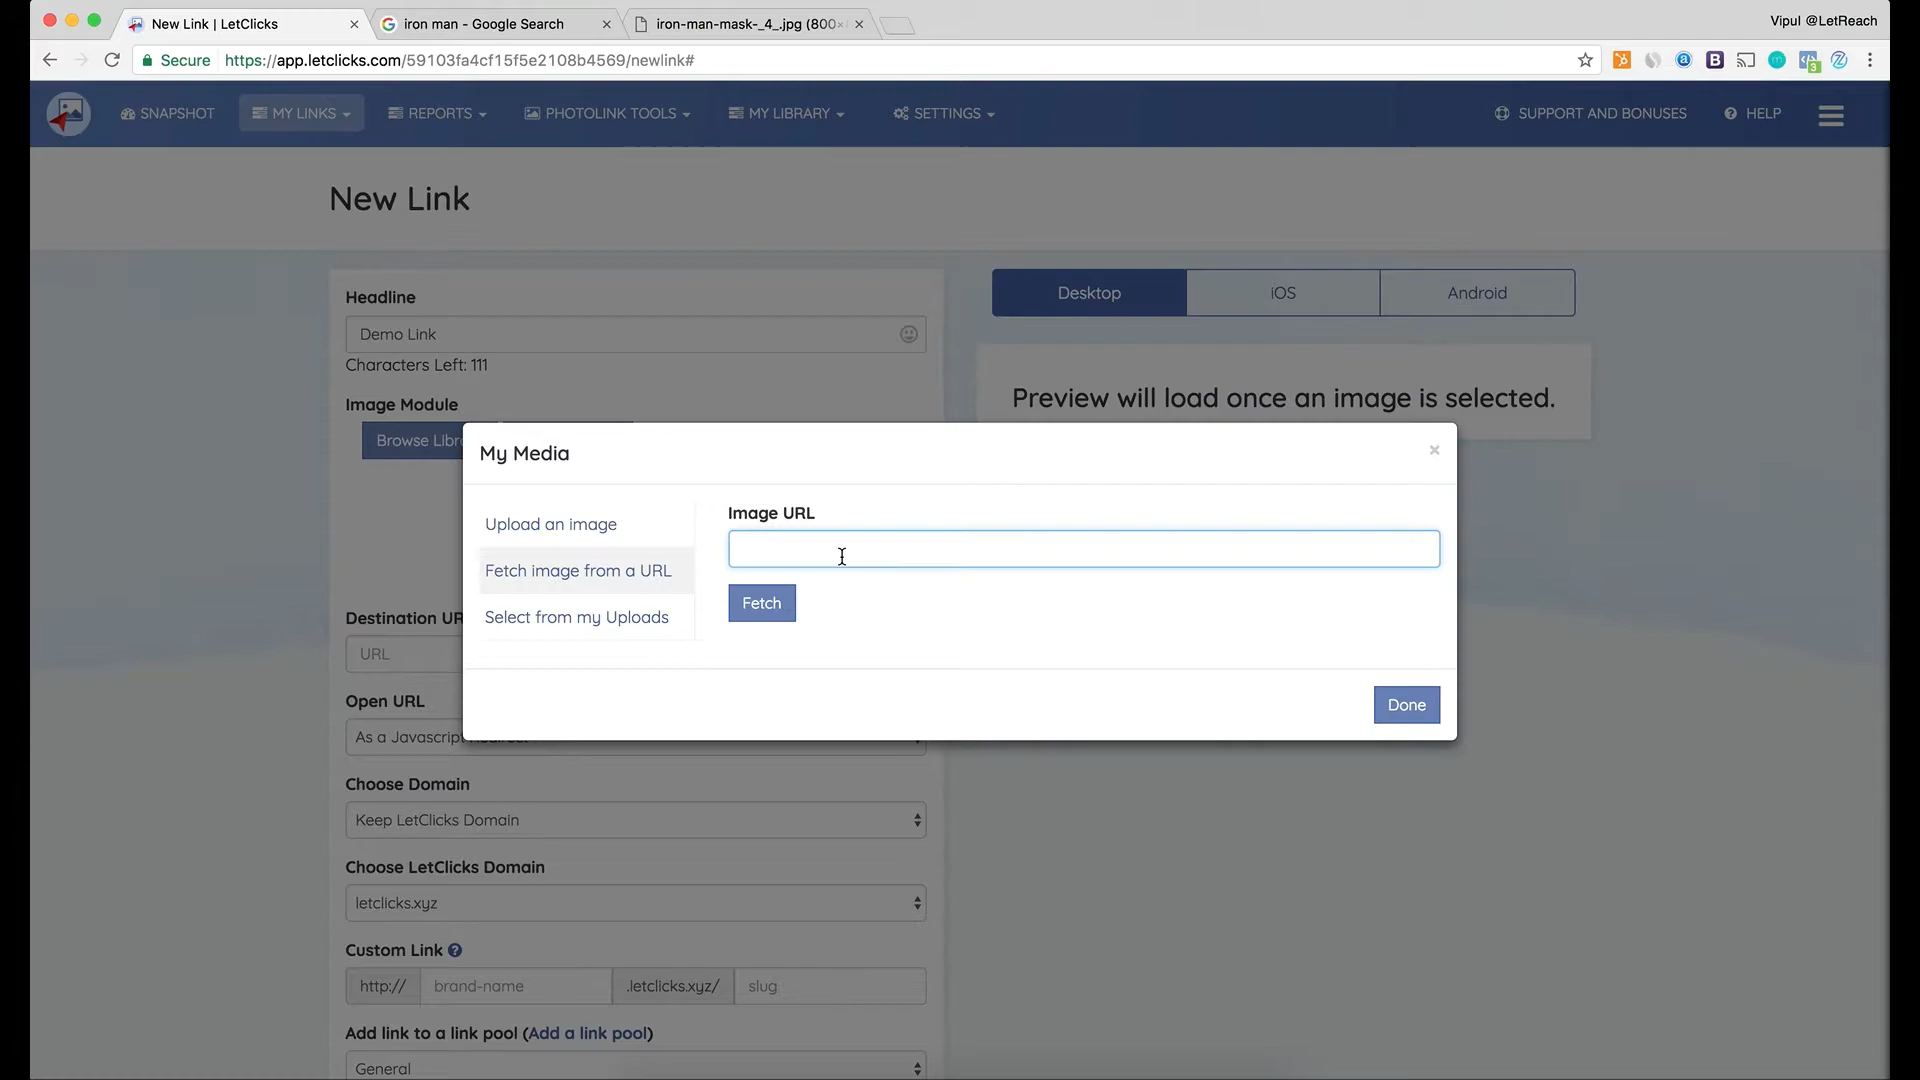 New Link | LetClicks
iron man - Google Search
iron-man-mask-_4_.jpg (800×
Vipul @LetReach
Secure
https://app.letclicks.com/59103fa4cf15f5e2108b4569/newlink#
B
3
SNAPSHOT
MY LINKS
REPORTS
PHOTOLINK TOOLS
MY LIBRARY
SETTINGS
SUPPORT AND BONUSES
HELP
New Link
Headline
Demo Link
Characters Left: 111
Image Module
Browse Libr
Desktop
iOS
Android
Preview will load once an image is selected.
My Media
×
Upload an image
Fetch image from a URL
Select from my Uploads
Image URL
Fetch
Done
Destination UR
URL
Open URL
As a Javascript Redirect
Choose Domain
Keep LetClicks Domain
Choose LetClicks Domain
letclicks.xyz
Custom Link ?
http:// brand-name .letclicks.xyz/ slug
Add link to a link pool (Add a link pool)
General